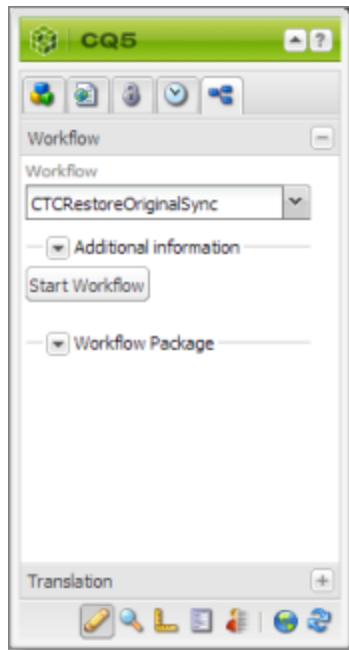 CQ5
?
Workflow
Workflow
CTCRestoreOriginalSync
Additional information
Start Workflow
Workflow Package
Translation